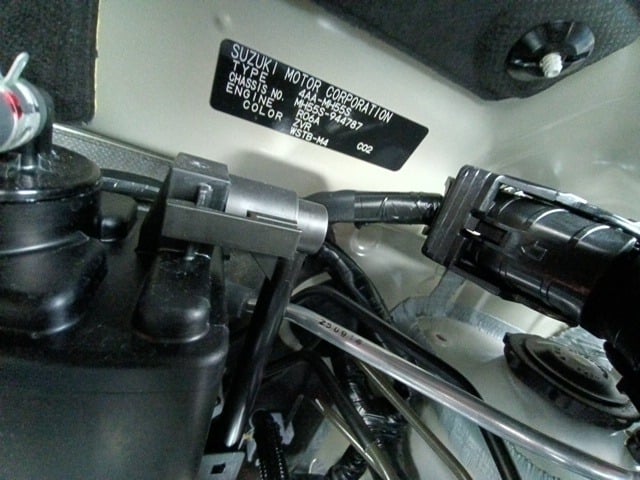 SUZUKI MOTOR CORPORATION
TYPE 4AA-MH55S
CHASSIS NO. MH55S-944787
ENGINE R06A
COLOR ZVR
WSTB-M4 C02